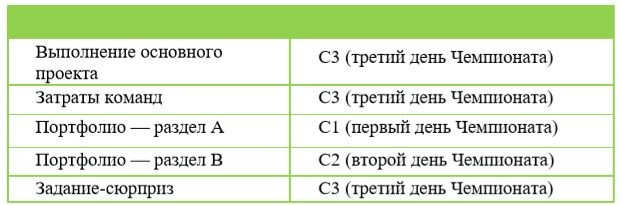 Выполнение основного
проекта
С3 (третий день Чемпионата)
Затраты команд
С3 (третий день Чемпионата)
Портфолио — раздел А
С1 (первый день Чемпионата)
Портфолио — раздел В
С2 (второй день Чемпионата)
Задание-сюрприз
С3 (третий день Чемпионата)